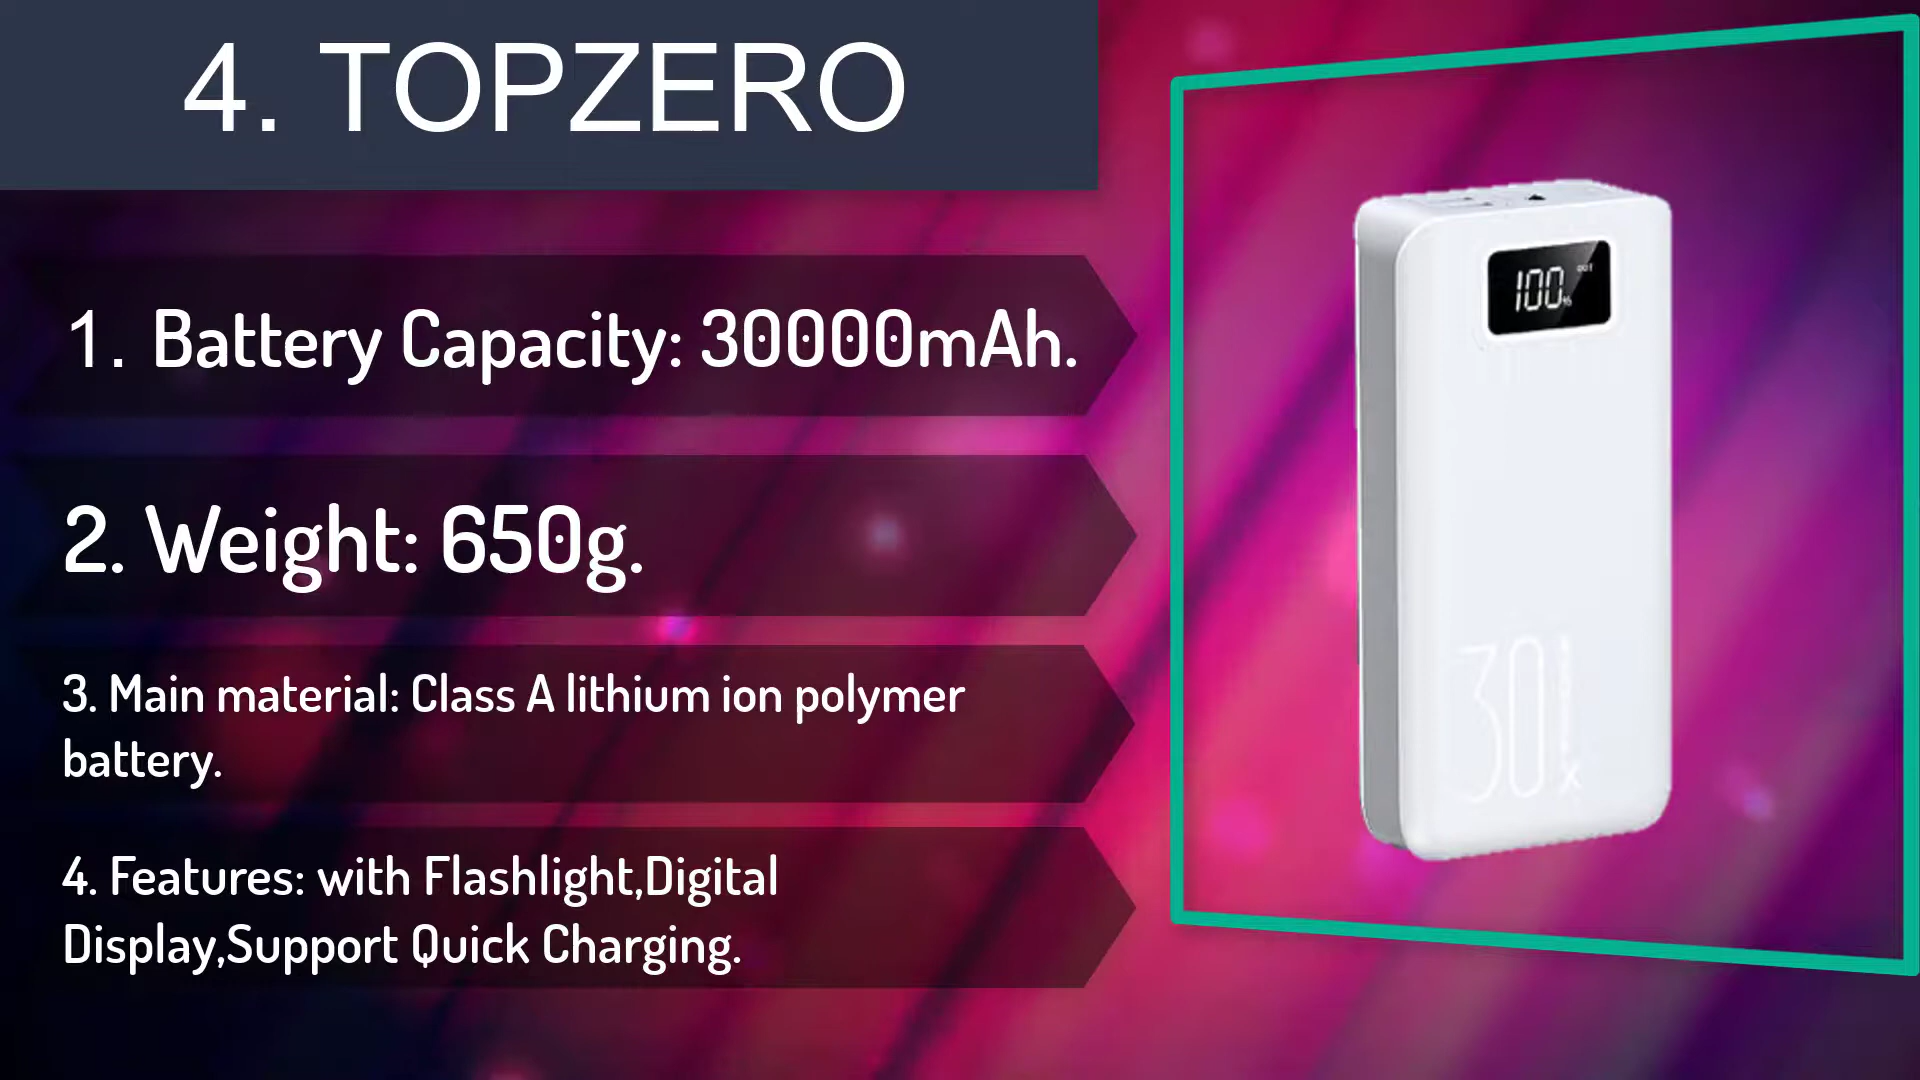 4. TOPZERO
1. Battery Capacity: 30000mAh.
2. Weight: 650g.
3. Main material: Class A lithium ion polymer
battery.
4. Features: with Flashlight,Digital
Display,Support Quick Charging.
100%
OUT
30
X